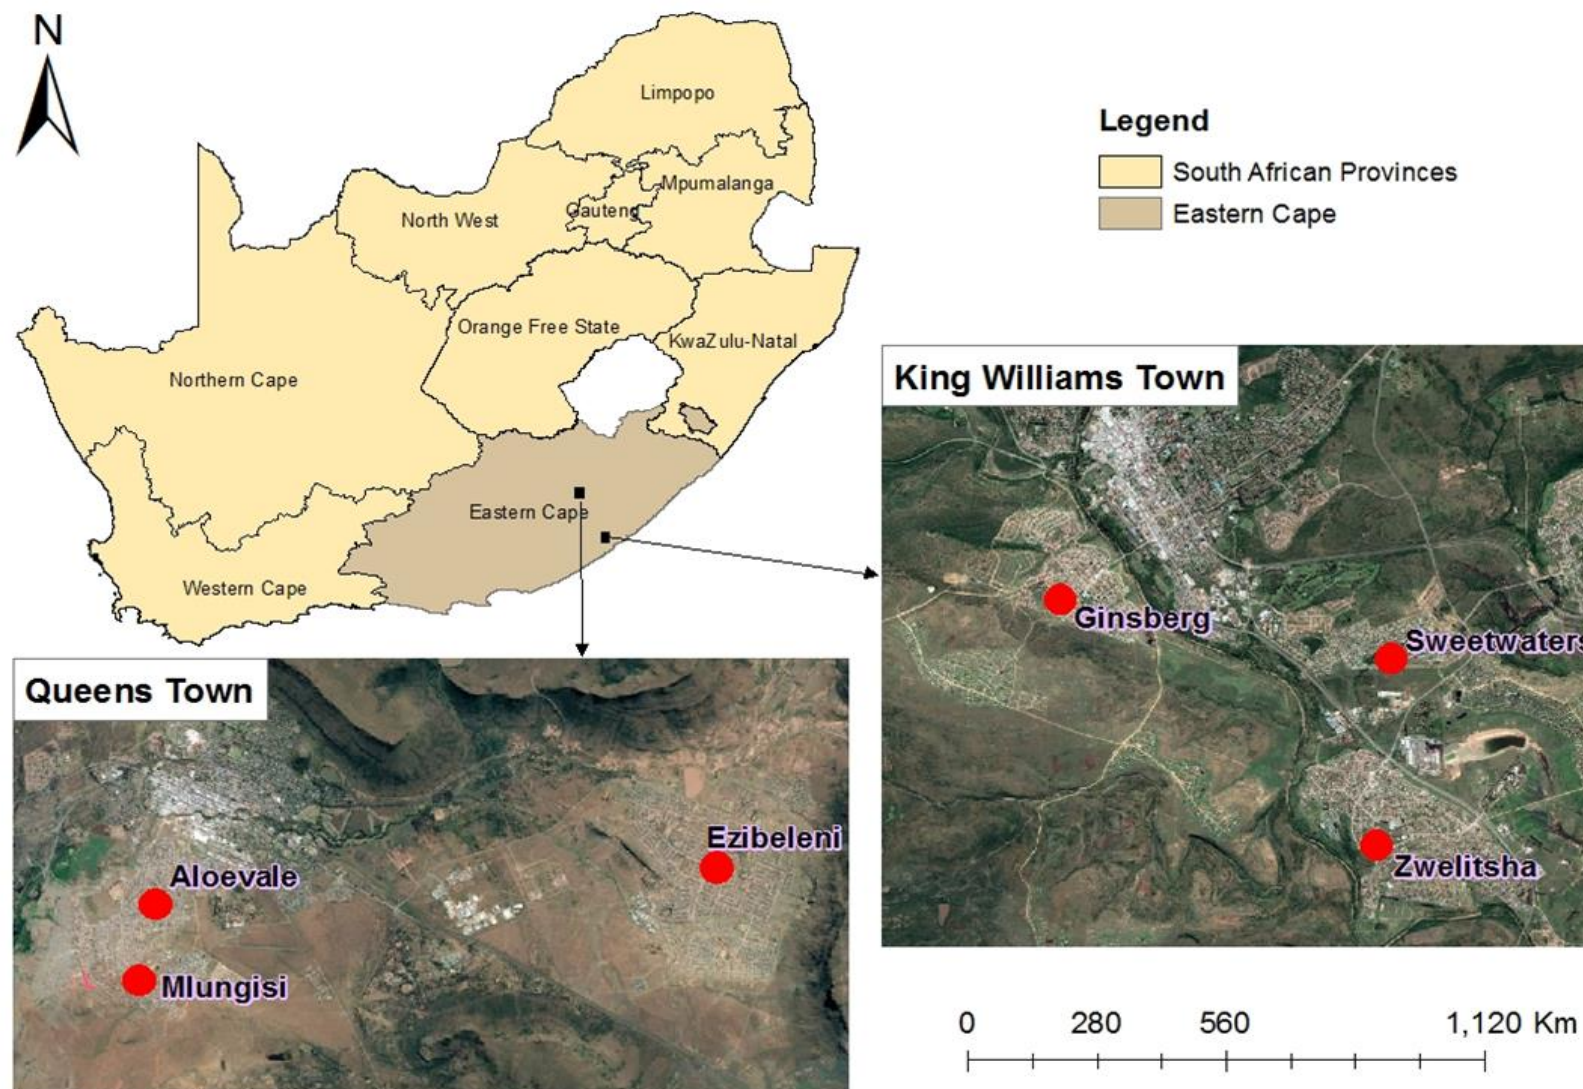 N
Limpopo
Mpumalanga
Gauteng
North West
Orange Free State
KwaZulu-Natal
Northern Cape
Eastern Cape
Western Cape
Legend
South African Provinces
Eastern Cape
King Williams Town
Ginsberg
Sweetwaters
Zwelitsha
Queens Town
Ezibeleni
Aloevale
Mlungisi
0 280 560 1,120 Km